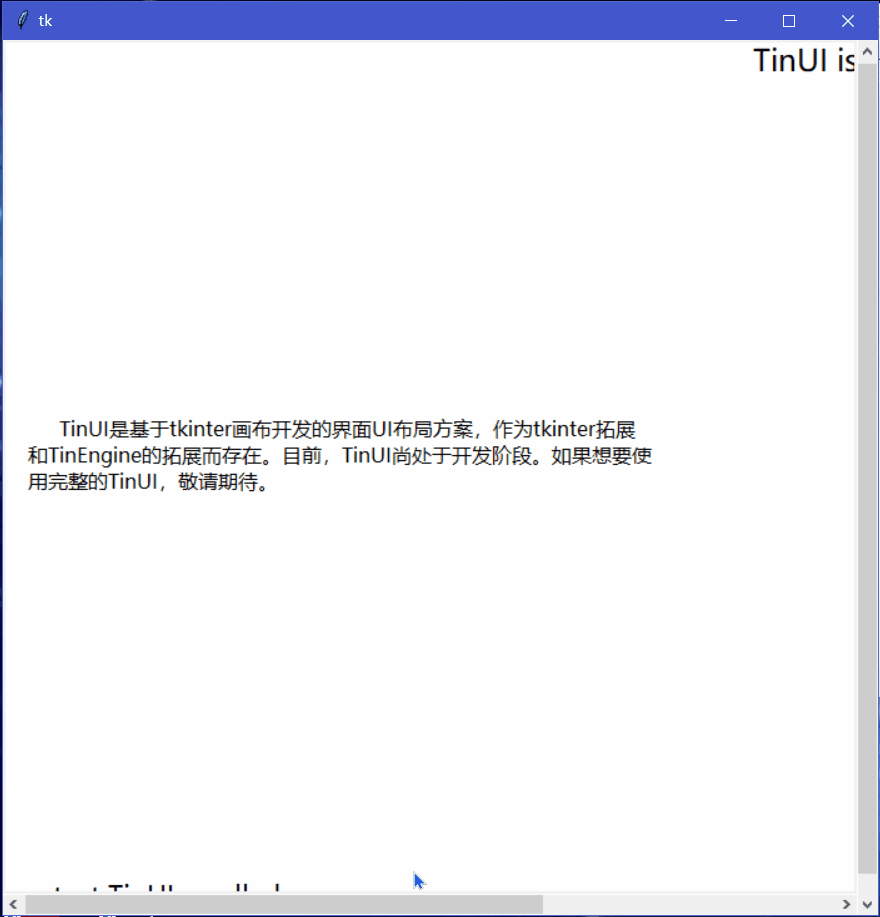 tk
TinUI is
TinUI是基于tkinter画布开发的界面UI布局方案，作为tkinter拓展
和TinEngine的拓展而存在。目前，TinUI尚处于开发阶段。如果想要使
用完整的TinUI，敬请期待。